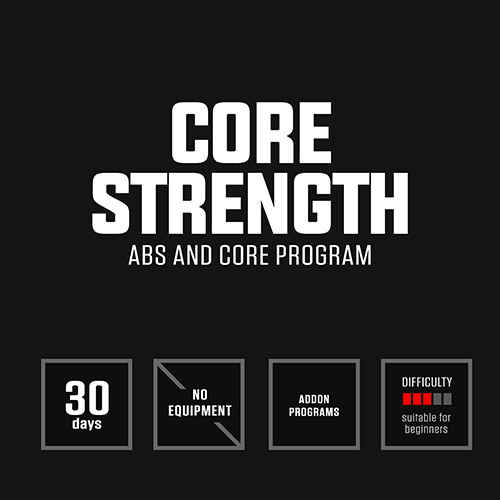 CORE
STRENGTH
ABS AND CORE PROGRAM
30
days
NO
EQUIPMENT
ADDON
PROGRAMS
DIFFICULTY
suitable for
beginners